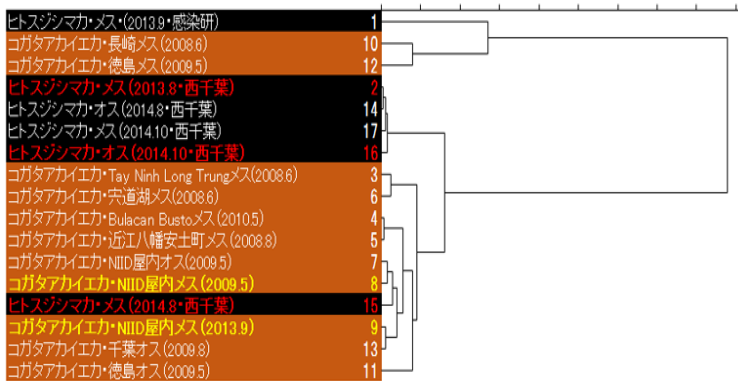 ヒトスジシマカ・メス・(2013.9・感染研) 1
コガタアカイエカ・長崎メス(2008.6) 10
コガタアカイエカ・徳島メス(2009.5) 12
ヒトスジシマカ・メス(2013.8・西千葉) 2
ヒトスジシマカ・オス(2014.8・西千葉) 14
ヒトスジシマカ・メス(2014.10・西千葉) 17
ヒトスジシマカ・オス(2014.10・西千葉) 16
コガタアカイエカ・Tay Ninh Long Trungメス(2008.6) 3
コガタアカイエカ・宍道湖メス(2008.6) 6
コガタアカイエカ・Bulacan Bustoメス(2010.5) 4
コガタアカイエカ・近江八幡安土町メス(2008.8) 5
コガタアカイエカ・NIID屋内オス(2009.5) 7
コガタアカイエカ・NIID屋内メス(2009.5) 8
ヒトスジシマカ・メス(2014.8・西千葉) 15
コガタアカイエカ・NIID屋内メス(2013.9) 9
コガタアカイエカ・千葉オス(2009.8) 13
コガタアカイエカ・徳島オス(2009.5) 11